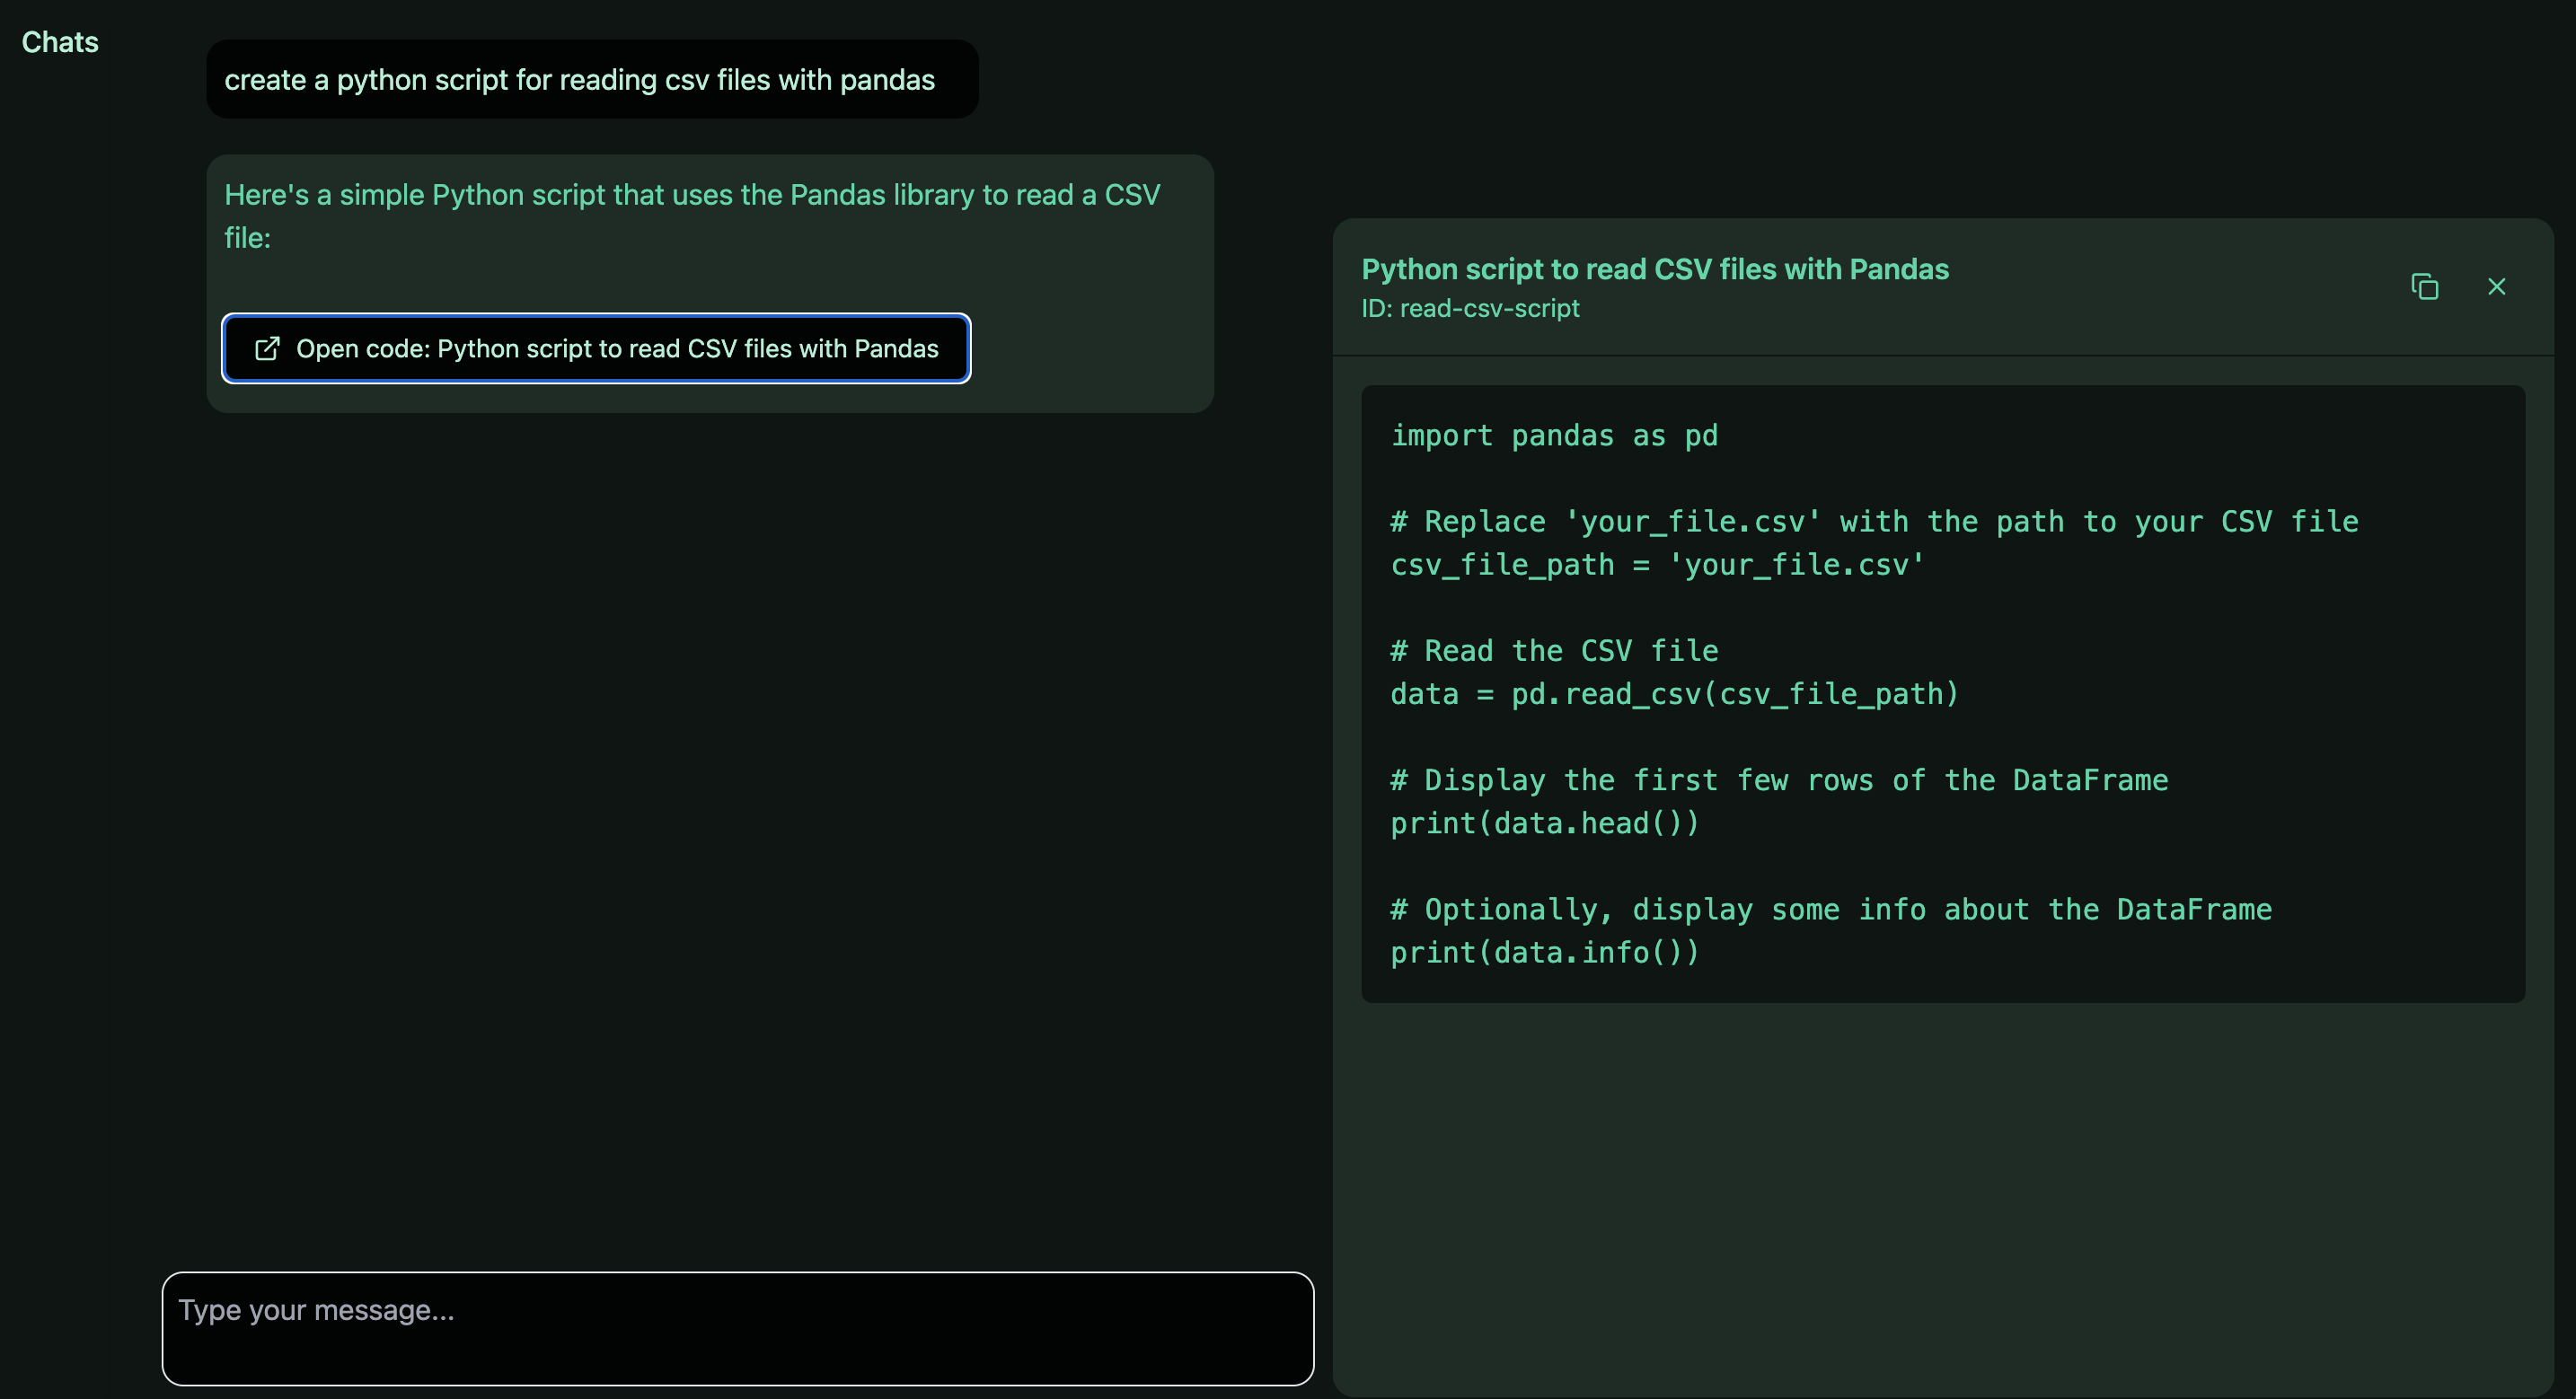 Chats
create a python script for reading csv files with pandas
Here's a simple Python script that uses the Pandas library to read a CSV
file:
Open code: Python script to read CSV files with Pandas
Python script to read CSV files with Pandas
ID: read-csv-script
import pandas as pd
# Replace 'your_file.csv' with the path to your CSV file
csv_file_path = 'your_file.csv'
# Read the CSV file
data = pd.read_csv(csv_file_path)
# Display the first few rows of the DataFrame
print(data.head())
# Optionally, display some info about the DataFrame
print(data.info())
Type your message...